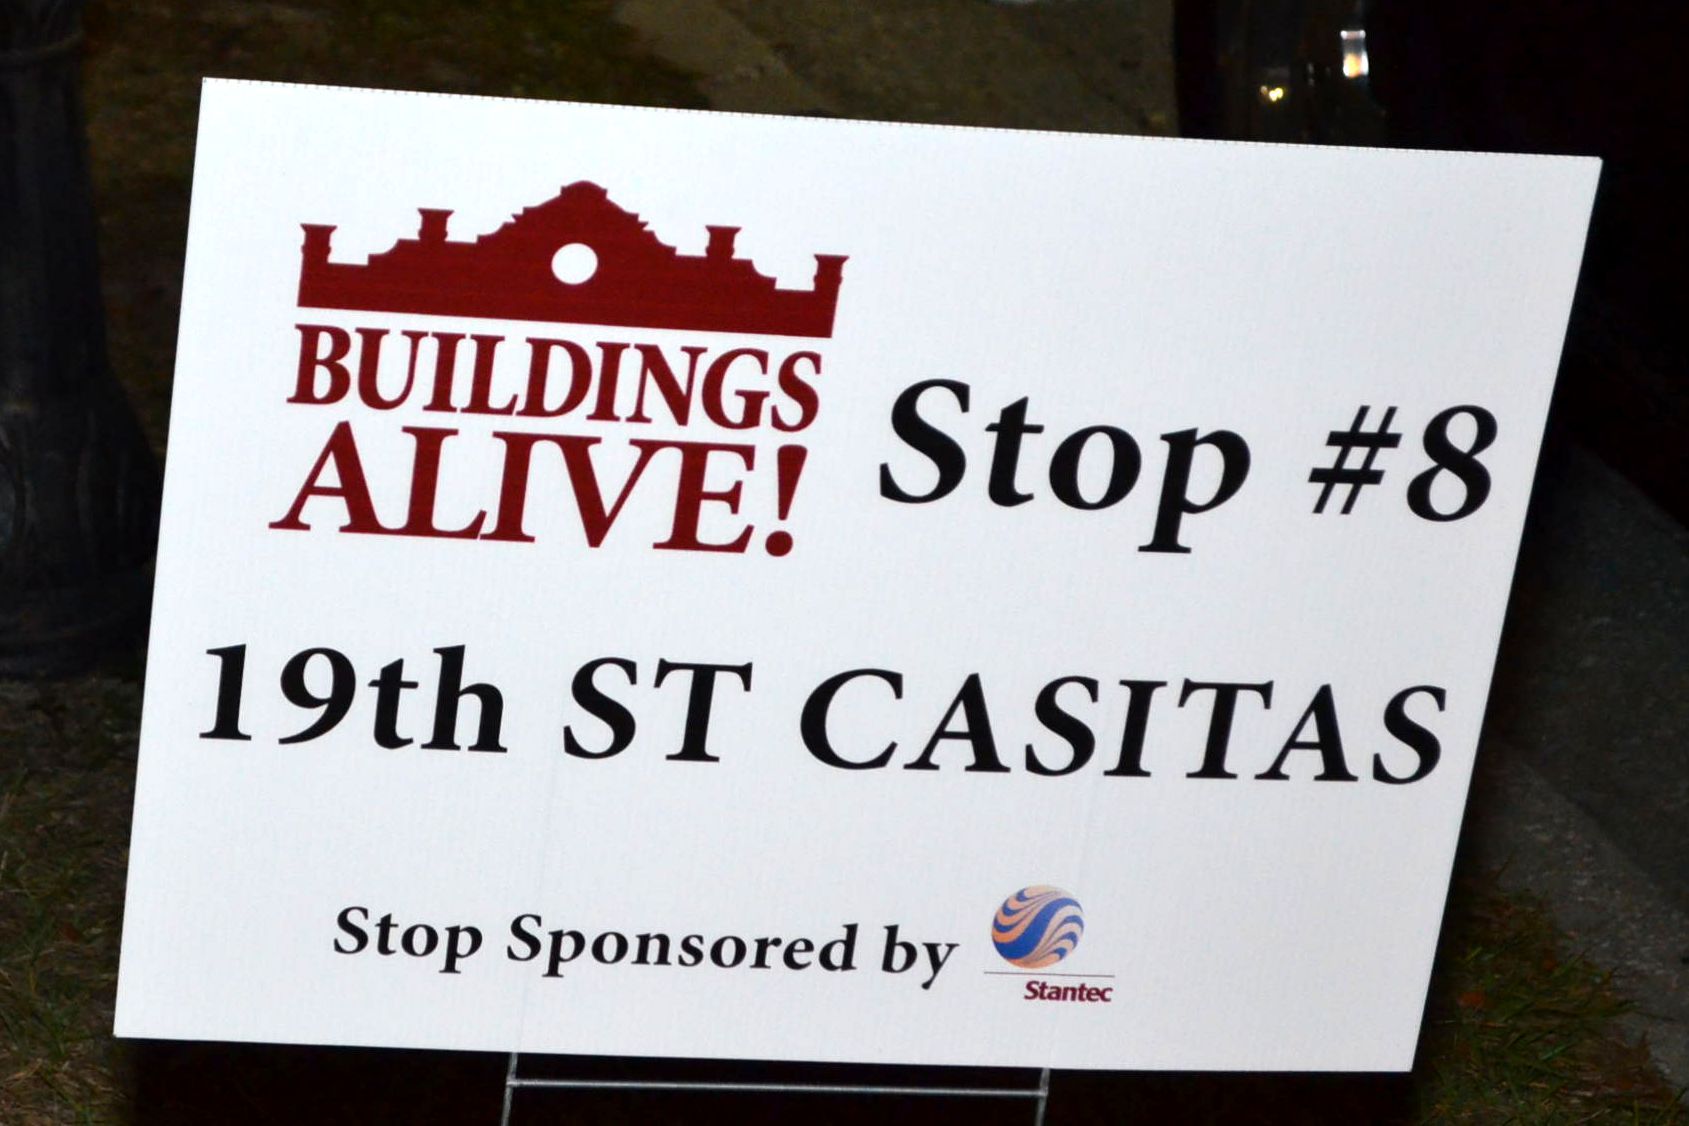 BUILDINGS
ALIVE!
Stop #8
19th ST CASITAS
Stop Sponsored by
Stantec